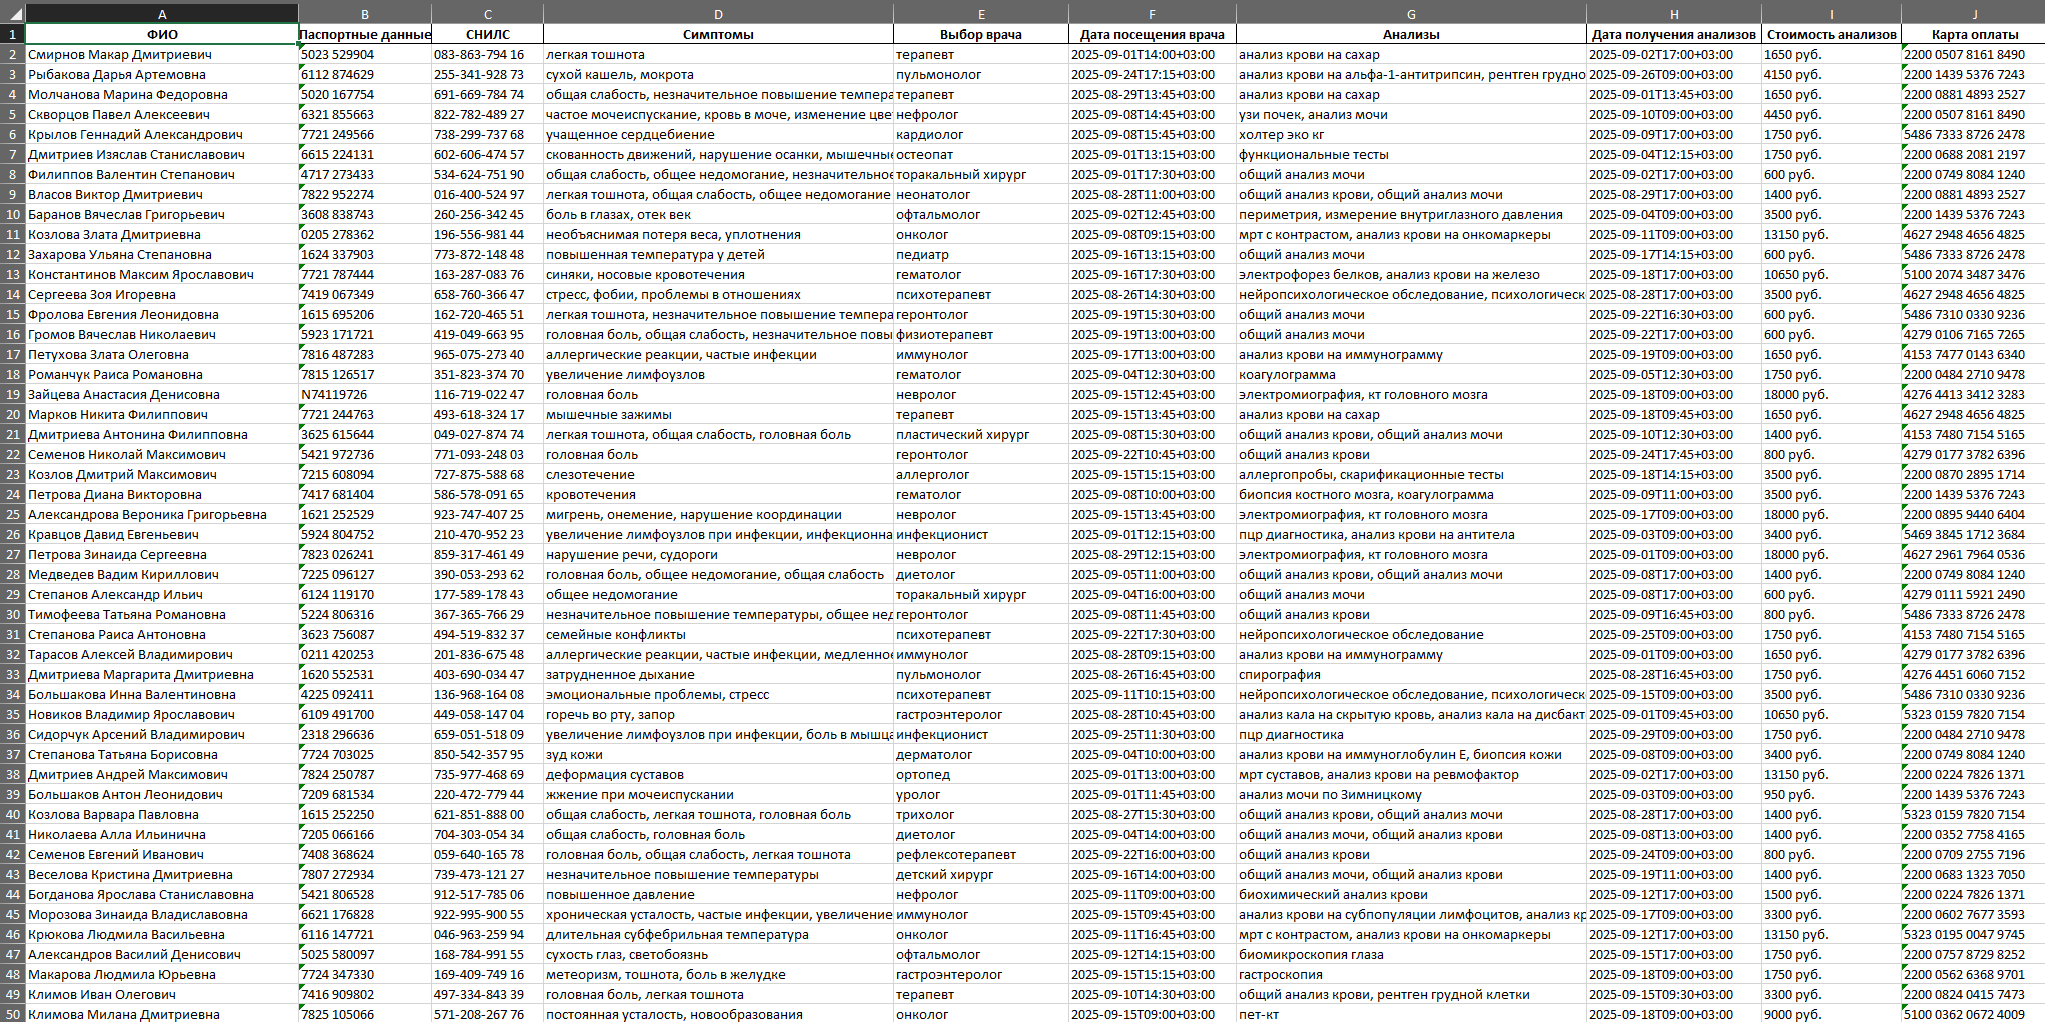 A B C D E F G H I J
1 ФИО Паспортные данные СНИЛС Симптомы Выбор врача Дата посещения врача Анализы Дата получения анализов Стоимость анализов Карта оплаты
2 Смирнов Макар Дмитриевич 5023 529904 083-863-794 16 легкая тошнота терапевт 2025-09-01T14:00+03:00 анализ крови на сахар 2025-09-02T17:00+03:00 1650 руб. 2200 0507 8161 8490
3 Рыбакова Дарья Артемовна 6112 874629 255-341-928 73 сухой кашель, мокрота пульмонолог 2025-09-24T17:15+03:00 анализ крови на альфа-1-антитрипсин, рентген грудно 2025-09-26T09:00+03:00 4150 руб. 2200 1439 5376 7243
4 Молчанова Марина Федоровна 5020 167754 691-669-784 74 общая слабость, незначительное повышение темпера терапевт 2025-08-29T13:45+03:00 анализ крови на сахар 2025-09-01T13:45+03:00 1650 руб. 2200 0881 4893 2527
5 Скворцов Павел Алексеевич 6321 855663 822-782-489 27 частое мочеиспускание, кровь в моче, изменение цве нефролог 2025-09-08T14:45+03:00 узи почек, анализ мочи 2025-09-10T09:00+03:00 4450 руб. 2200 0507 8161 8490
6 Крылов Геннадий Александрович 7721 249566 738-299-737 68 учащенное сердцебиение кардиолог 2025-09-08T15:45+03:00 холтер эко кг 2025-09-09T17:00+03:00 1750 руб. 5486 7333 8726 2478
7 Дмитриев Изяслав Станиславович 6615 224131 602-606-474 57 скованность движений, нарушение осанки, мышечные остеопат 2025-09-01T13:15+03:00 функциональные тесты 2025-09-04T12:15+03:00 1750 руб. 2200 0688 2081 2197
8 Филиппов Валентин Степанович 4717 273433 534-624-751 90 общая слабость, общее недомогание, незначительное торакальный хирург 2025-09-01T17:30+03:00 общий анализ мочи 2025-09-02T17:00+03:00 600 руб. 2200 0749 8084 1240
9 Власов Виктор Дмитриевич 7822 952274 016-400-524 97 легкая тошнота, общая слабость, общее недомогание неонатолог 2025-08-28T11:00+03:00 общий анализ крови, общий анализ мочи 2025-08-29T17:00+03:00 1400 руб. 2200 0881 4893 2527
10 Баранов Вячеслав Григорьевич 3608 838743 260-256-342 45 боль в глазах, отек век офтальмолог 2025-09-02T12:45+03:00 периметрия, измерение внутриглазного давления 2025-09-04T09:00+03:00 3500 руб. 2200 1439 5376 7243
11 Козлова Злата Дмитриевна 0205 278362 196-556-981 44 необъяснимая потеря веса, уплотнения онколог 2025-09-08T09:15+03:00 мрт с контрастом, анализ крови на онкомаркеры 2025-09-11T09:00+03:00 13150 руб. 4627 2948 4656 4825
12 Захарова Ульяна Степановна 1624 337903 773-872-148 48 повышенная температура у детей педиатр 2025-09-16T13:15+03:00 общий анализ мочи 2025-09-17T14:15+03:00 600 руб. 5486 7333 8726 2478
13 Константинов Максим Ярославович 7721 787444 163-287-083 76 синяки, носовые кровотечения гематолог 2025-09-16T17:30+03:00 электрофорез белков, анализ крови на железо 2025-09-18T17:00+03:00 10650 руб. 5100 2074 3487 3476
14 Сергеева Зоя Игоревна 7419 067349 658-760-366 47 стресс, фобии, проблемы в отношениях психотерапевт 2025-08-26T14:30+03:00 нейропсихологическое обследование, психологическ 2025-08-28T17:00+03:00 3500 руб. 4627 2948 4656 4825
15 Фролова Евгения Леонидовна 1615 695206 162-720-465 51 легкая тошнота, незначительное повышение темпера геронтолог 2025-09-19T15:30+03:00 общий анализ мочи 2025-09-22T16:30+03:00 600 руб. 5486 7310 0330 9236
16 Громов Вячеслав Николаевич 5923 171721 419-049-663 95 головная боль, общая слабость, незначительное повы физиотерапевт 2025-09-19T13:00+03:00 общий анализ мочи 2025-09-22T17:00+03:00 600 руб. 4279 0106 7165 7265
17 Петухова Злата Олеговна 7816 487283 965-075-273 40 аллергические реакции, частые инфекции иммунолог 2025-09-17T13:00+03:00 анализ крови на иммунограмму 2025-09-19T09:00+03:00 1650 руб. 4153 7477 0143 6340
18 Романчук Раиса Романовна 7815 126517 351-823-374 70 увеличение лимфоузлов гематолог 2025-09-04T12:30+03:00 коагулограмма 2025-09-05T12:30+03:00 1750 руб. 2200 0484 2710 9478
19 Зайцева Анастасия Денисовна N74119726 116-719-022 47 головная боль невролог 2025-09-15T12:45+03:00 электромиография, кт головного мозга 2025-09-18T09:00+03:00 18000 руб. 4276 4413 3412 3283
20 Марков Никита Филиппович 7721 244763 493-618-324 17 мышечные зажимы терапевт 2025-09-15T13:45+03:00 анализ крови на сахар 2025-09-18T09:45+03:00 1650 руб. 4627 2948 4656 4825
21 Дмитриева Антонина Филипповна 3625 615644 049-027-874 74 легкая тошнота, общая слабость, головная боль пластический хирург 2025-09-08T15:30+03:00 общий анализ крови, общий анализ мочи 2025-09-10T12:30+03:00 1400 руб. 4153 7480 7154 5165
22 Семенов Николай Максимович 5421 972736 771-093-248 03 головная боль геронтолог 2025-09-22T10:45+03:00 общий анализ крови 2025-09-24T17:45+03:00 800 руб. 4279 0177 3782 6396
23 Козлов Дмитрий Максимович 7215 608094 727-875-588 68 слезотечение аллерголог 2025-09-15T15:15+03:00 аллергопробы, скарификационные тесты 2025-09-18T14:15+03:00 3500 руб. 2200 0870 2895 1714
24 Петрова Диана Викторовна 7417 681404 586-578-091 65 кровотечения гематолог 2025-09-08T10:00+03:00 биопсия костного мозга, коагулограмма 2025-09-09T11:00+03:00 3500 руб. 2200 1439 5376 7243
25 Александрова Вероника Григорьевна 1621 252529 923-747-407 25 мигрень, онемение, нарушение координации невролог 2025-09-15T13:45+03:00 электромиография, кт головного мозга 2025-09-17T09:00+03:00 18000 руб. 2200 0895 9440 6404
26 Кравцов Давид Евгеньевич 5924 804752 210-470-952 23 увеличение лимфоузлов при инфекции, инфекционна инфекционист 2025-09-01T12:15+03:00 пцр диагностика, анализ крови на антитела 2025-09-03T09:00+03:00 3400 руб. 5469 3845 1712 3684
27 Петрова Зинаида Сергеевна 7823 026241 859-317-461 49 нарушение речи, судороги невролог 2025-08-29T12:15+03:00 электромиография, кт головного мозга 2025-09-01T09:00+03:00 18000 руб. 4627 2961 7964 0536
28 Медведев Вадим Кириллович 7225 096127 390-053-293 62 головная боль, общее недомогание, общая слабость диетолог 2025-09-05T11:00+03:00 общий анализ крови, общий анализ мочи 2025-09-08T17:00+03:00 1400 руб. 2200 0749 8084 1240
29 Степанов Александр Ильич 6124 119170 177-589-178 43 общее недомогание торакальный хирург 2025-09-04T16:00+03:00 общий анализ мочи 2025-09-08T17:00+03:00 600 руб. 4279 0111 5921 2490
30 Тимофеева Татьяна Романовна 5224 806316 367-365-766 29 незначительное повышение температуры, общее нед геронтолог 2025-09-08T11:45+03:00 общий анализ крови 2025-09-09T16:45+03:00 800 руб. 5486 7333 8726 2478
31 Степанова Раиса Антоновна 3623 756087 494-519-832 37 семейные конфликты психотерапевт 2025-09-22T17:30+03:00 нейропсихологическое обследование 2025-09-25T09:00+03:00 1750 руб. 4153 7480 7154 5165
32 Тарасов Алексей Владимирович 0211 420253 201-836-675 48 аллергические реакции, частые инфекции, медленно иммунолог 2025-08-28T09:15+03:00 анализ крови на иммунограмму 2025-09-01T09:00+03:00 1650 руб. 4279 0177 3782 6396
33 Дмитриева Маргарита Дмитриевна 1620 552531 403-690-034 47 затрудненное дыхание пульмонолог 2025-08-26T16:45+03:00 спирография 2025-08-28T16:45+03:00 1750 руб. 4276 4451 6060 7152
34 Большакова Инна Валентиновна 4225 092411 136-968-164 08 эмоциональные проблемы, стресс психотерапевт 2025-09-11T10:15+03:00 нейропсихологическое обследование, психологическ 2025-09-15T09:00+03:00 3500 руб. 5486 7310 0330 9236
35 Новиков Владимир Ярославович 6109 491700 449-058-147 04 горечь во рту, запор гастроэнтеролог 2025-08-28T10:45+03:00 анализ кала на скрытую кровь, анализ кала на дисбакт 2025-09-01T09:45+03:00 10650 руб. 5323 0159 7820 7154
36 Сидорчук Арсений Владимирович 2318 296636 659-051-518 09 увеличение лимфоузлов при инфекции, боль в мышца инфекционист 2025-09-25T11:30+03:00 пцр диагностика 2025-09-29T09:00+03:00 1750 руб. 2200 0484 2710 9478
37 Степанова Татьяна Борисовна 7724 703025 850-542-357 95 зуд кожи дерматолог 2025-09-04T10:00+03:00 анализ крови на иммуноглобулин E, биопсия кожи 2025-09-08T09:00+03:00 3400 руб. 2200 0749 8084 1240
38 Дмитриев Андрей Максимович 7824 250787 735-977-468 69 деформация суставов ортопед 2025-09-01T13:00+03:00 мрт суставов, анализ крови на ревмофактор 2025-09-02T17:00+03:00 13150 руб. 2200 0224 7826 1371
39 Большаков Антон Леонидович 7209 681534 220-472-779 44 жжение при мочеиспускании уролог 2025-09-01T11:45+03:00 анализ мочи по Зимницкому 2025-09-03T09:00+03:00 950 руб. 2200 1439 5376 7243
40 Козлова Варвара Павловна 1615 252250 621-851-888 00 общая слабость, легкая тошнота, головная боль трихолог 2025-08-27T15:30+03:00 общий анализ крови, общий анализ мочи 2025-08-28T17:00+03:00 1400 руб. 5323 0159 7820 7154
41 Николаева Алла Ильинична 7205 066166 704-303-054 34 общая слабость, головная боль диетолог 2025-09-04T14:00+03:00 общий анализ мочи, общий анализ крови 2025-09-08T13:00+03:00 1400 руб. 2200 0352 7758 4165
42 Семенов Евгений Иванович 7408 368624 059-640-165 78 головная боль, общая слабость, легкая тошнота рефлексотерапевт 2025-09-22T16:00+03:00 общий анализ крови 2025-09-24T09:00+03:00 800 руб. 2200 0709 2755 7196
43 Веселова Кристина Дмитриевна 7807 272934 739-473-121 27 незначительное повышение температуры детский хирург 2025-09-16T14:00+03:00 общий анализ мочи, общий анализ крови 2025-09-19T11:00+03:00 1400 руб. 2200 0683 1323 7050
44 Богданова Ярослава Станиславовна 5421 806528 912-517-785 06 повышенное давление нефролог 2025-09-11T09:00+03:00 биохимический анализ крови 2025-09-12T17:00+03:00 1500 руб. 2200 0224 7826 1371
45 Морозова Зинаида Владиславовна 6621 176828 922-995-900 55 хроническая усталость, частые инфекции, увеличение иммунолог 2025-09-15T09:45+03:00 анализ крови на субпопуляции лимфоцитов, анализ кр 2025-09-17T09:00+03:00 3300 руб. 2200 0602 7677 3593
46 Крюкова Людмила Васильевна 6116 147721 046-963-259 94 длительная субфебрильная температура онколог 2025-09-11T16:45+03:00 мрт с контрастом, анализ крови на онкомаркеры 2025-09-12T17:00+03:00 13150 руб. 5323 0195 0047 9745
47 Александров Василий Денисович 5025 580097 168-784-991 55 сухость глаз, светобоязнь офтальмолог 2025-09-12T14:15+03:00 биомикроскопия глаза 2025-09-15T17:00+03:00 1750 руб. 2200 0757 8729 8252
48 Макарова Людмила Юрьевна 7724 347330 169-409-749 16 метеоризм, тошнота, боль в желудке гастроэнтеролог 2025-09-15T15:15+03:00 гастроскопия 2025-09-18T09:00+03:00 1750 руб. 2200 0562 6368 9701
49 Климов Иван Олегович 7416 909802 497-334-843 39 головная боль, легкая тошнота терапевт 2025-09-10T14:30+03:00 общий анализ крови, рентген грудной клетки 2025-09-15T09:30+03:00 3300 руб. 2200 0824 0415 7473
50 Климова Милана Дмитриевна 7825 105066 571-208-267 76 постоянная усталость, новообразования онколог 2025-09-15T09:00+03:00 пет-кт 2025-09-18T09:00+03:00 9000 руб. 5100 0362 0672 4009